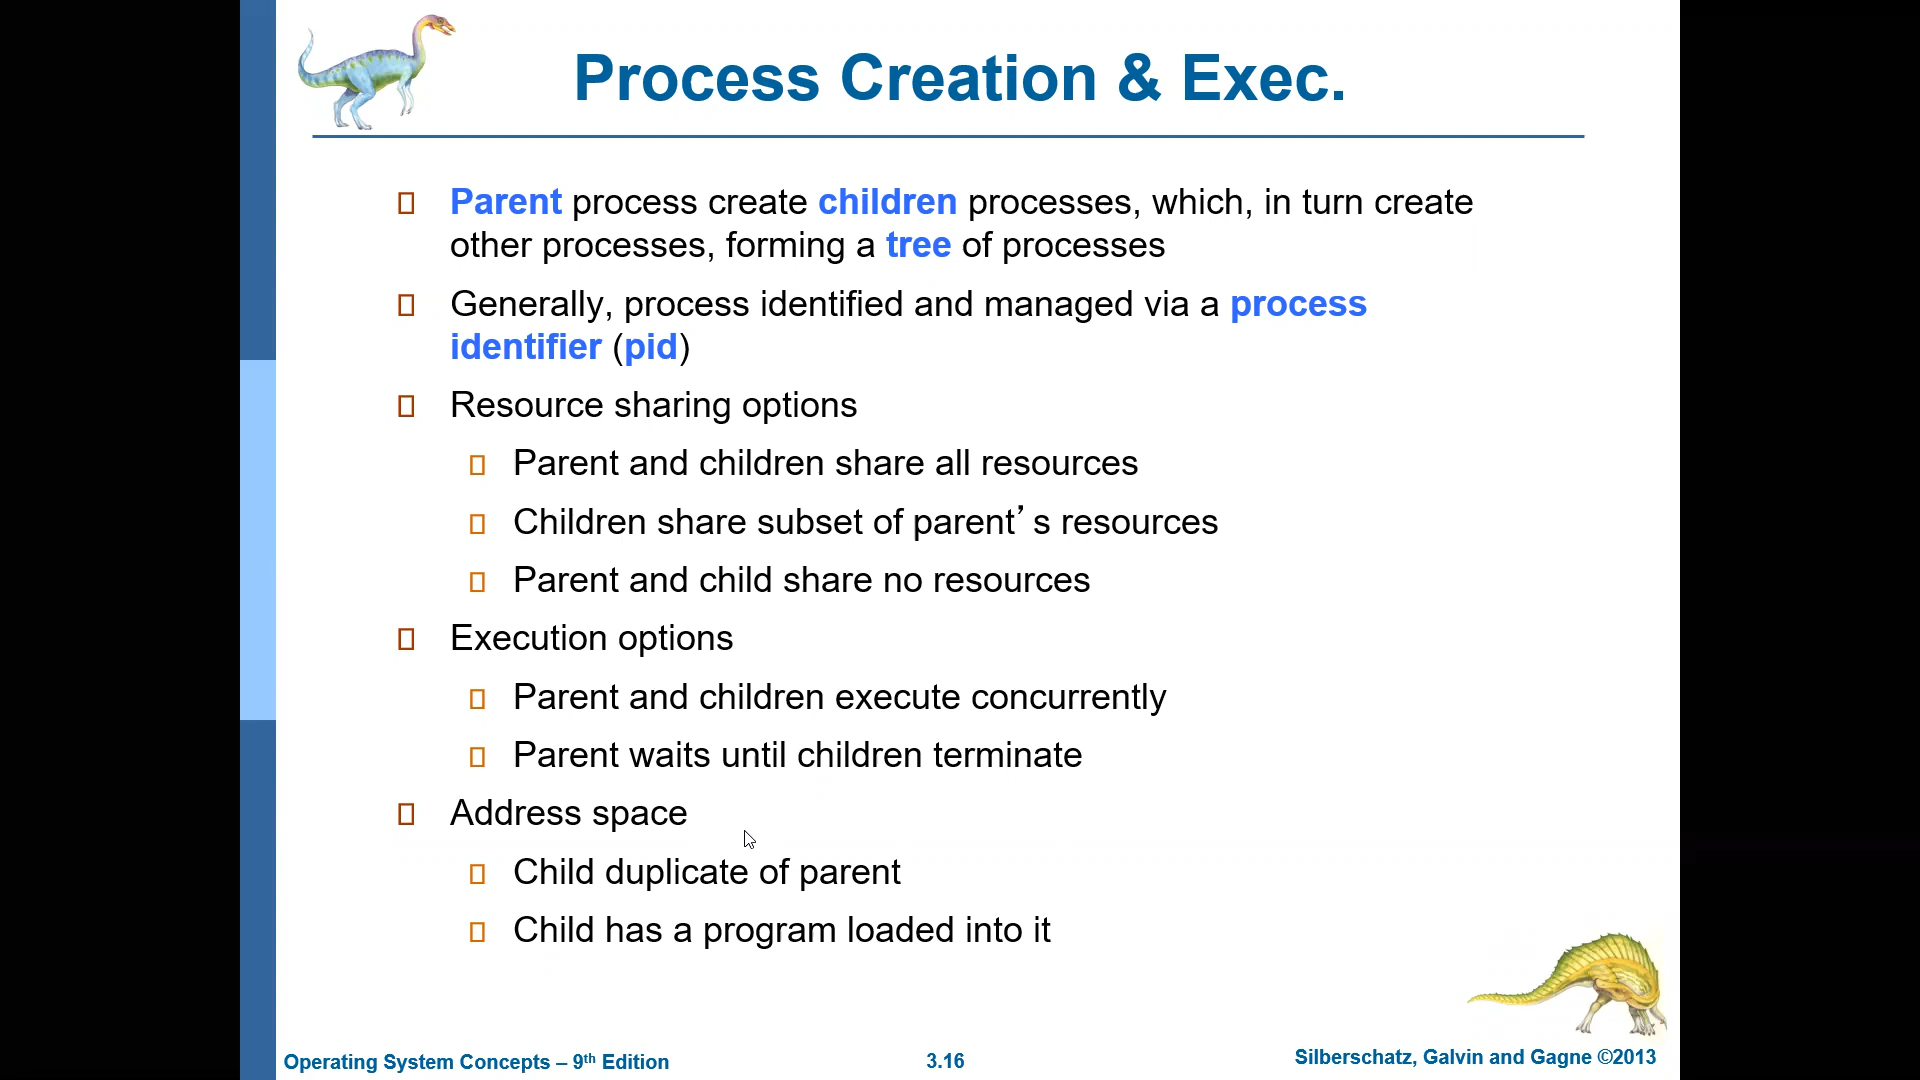 Process Creation & Exec.
Parent process create children processes, which, in turn create
other processes, forming a tree of processes
Generally, process identified and managed via a process
identifier (pid)
Resource sharing options
Parent and children share all resources
Children share subset of parent’s resources
Parent and child share no resources
Execution options
Parent and children execute concurrently
Parent waits until children terminate
Address space
Child duplicate of parent
Child has a program loaded into it
Operating System Concepts – 9th Edition
3.16
Silberschatz, Galvin and Gagne ©2013